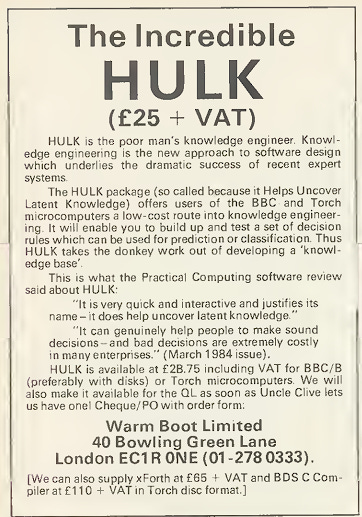 The Incredible
HULK
(£25 + VAT)
HULK is the poor man's knowledge engineer. Knowl-
edge engineering is the new approach to software design
which underlies the dramatic success of recent expert
systems.
The HULK package (so called because it Helps Uncover
Latent Knowledge) offers users of the BBC and Torch
microcomputers a low-cost route into knowledge engineer-
ing. It will enable you to build up and test a set of decision
rules which can be used for prediction or classification. Thus
HULK takes the donkey work out of developing a 'knowl-
edge base'.
This is what the Practical Computing software review
said about HULK:
"It is very quick and interactive and justifies its
name – it does help uncover latent knowledge."
"It can genuinely help people to make sound
decisions – and bad decisions are extremely costly
in many enterprises." (March 1984 issue).
HULK is available at £28.75 including VAT for BBC/B
(preferably with disks) or Torch microcomputers. We will
also make it available for the QL as soon as Uncle Clive lets
us have one! Cheque/PO with order form:
Warm Boot Limited
40 Bowling Green Lane
London EC1R 0NE (01-278 0333).
[We can also supply xForth at £65 + VAT and BDS C Com-
piler at £110 + VAT in Torch disc format.]